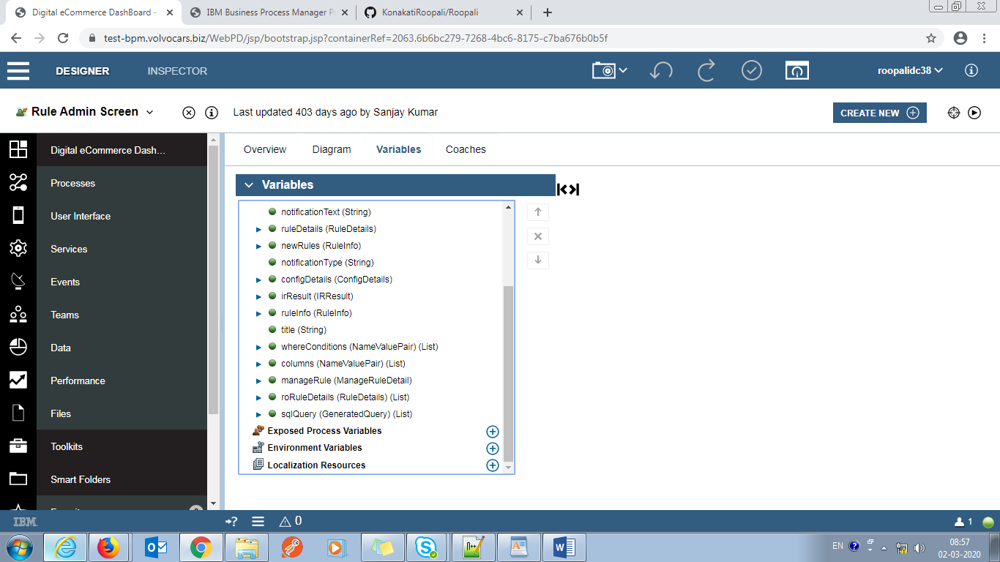 Digital eCommerce DashBoard -
IBM Business Process Manager P
KonakatiRoopali/Roopali
test-bpm.volvocars.biz/WebPD/jsp/bootstrap.jsp?containerRef=2063.6b6bc279-7268-4bc6-8175-c7ba676b0b5f
DESIGNER
INSPECTOR
roopalidc38
Rule Admin Screen
Last updated 403 days ago by Sanjay Kumar
CREATE NEW
Digital eCommerce Dash...
Processes
User Interface
Services
Events
Teams
Data
Performance
Files
Toolkits
Smart Folders
Overview
Diagram
Variables
Coaches
Variables
notificationText (String)
ruleDetails (RuleDetails)
newRules (RuleInfo)
notificationType (String)
configDetails (ConfigDetails)
irResult (IRResult)
ruleInfo (RuleInfo)
title (String)
whereConditions (NameValuePair) (List)
columns (NameValuePair) (List)
manageRule (ManageRuleDetail)
roRuleDetails (RuleDetails) (List)
sqlQuery (GeneratedQuery) (List)
Exposed Process Variables
Environment Variables
Localization Resources
IBM
0
1
EN
08:57
02-03-2020